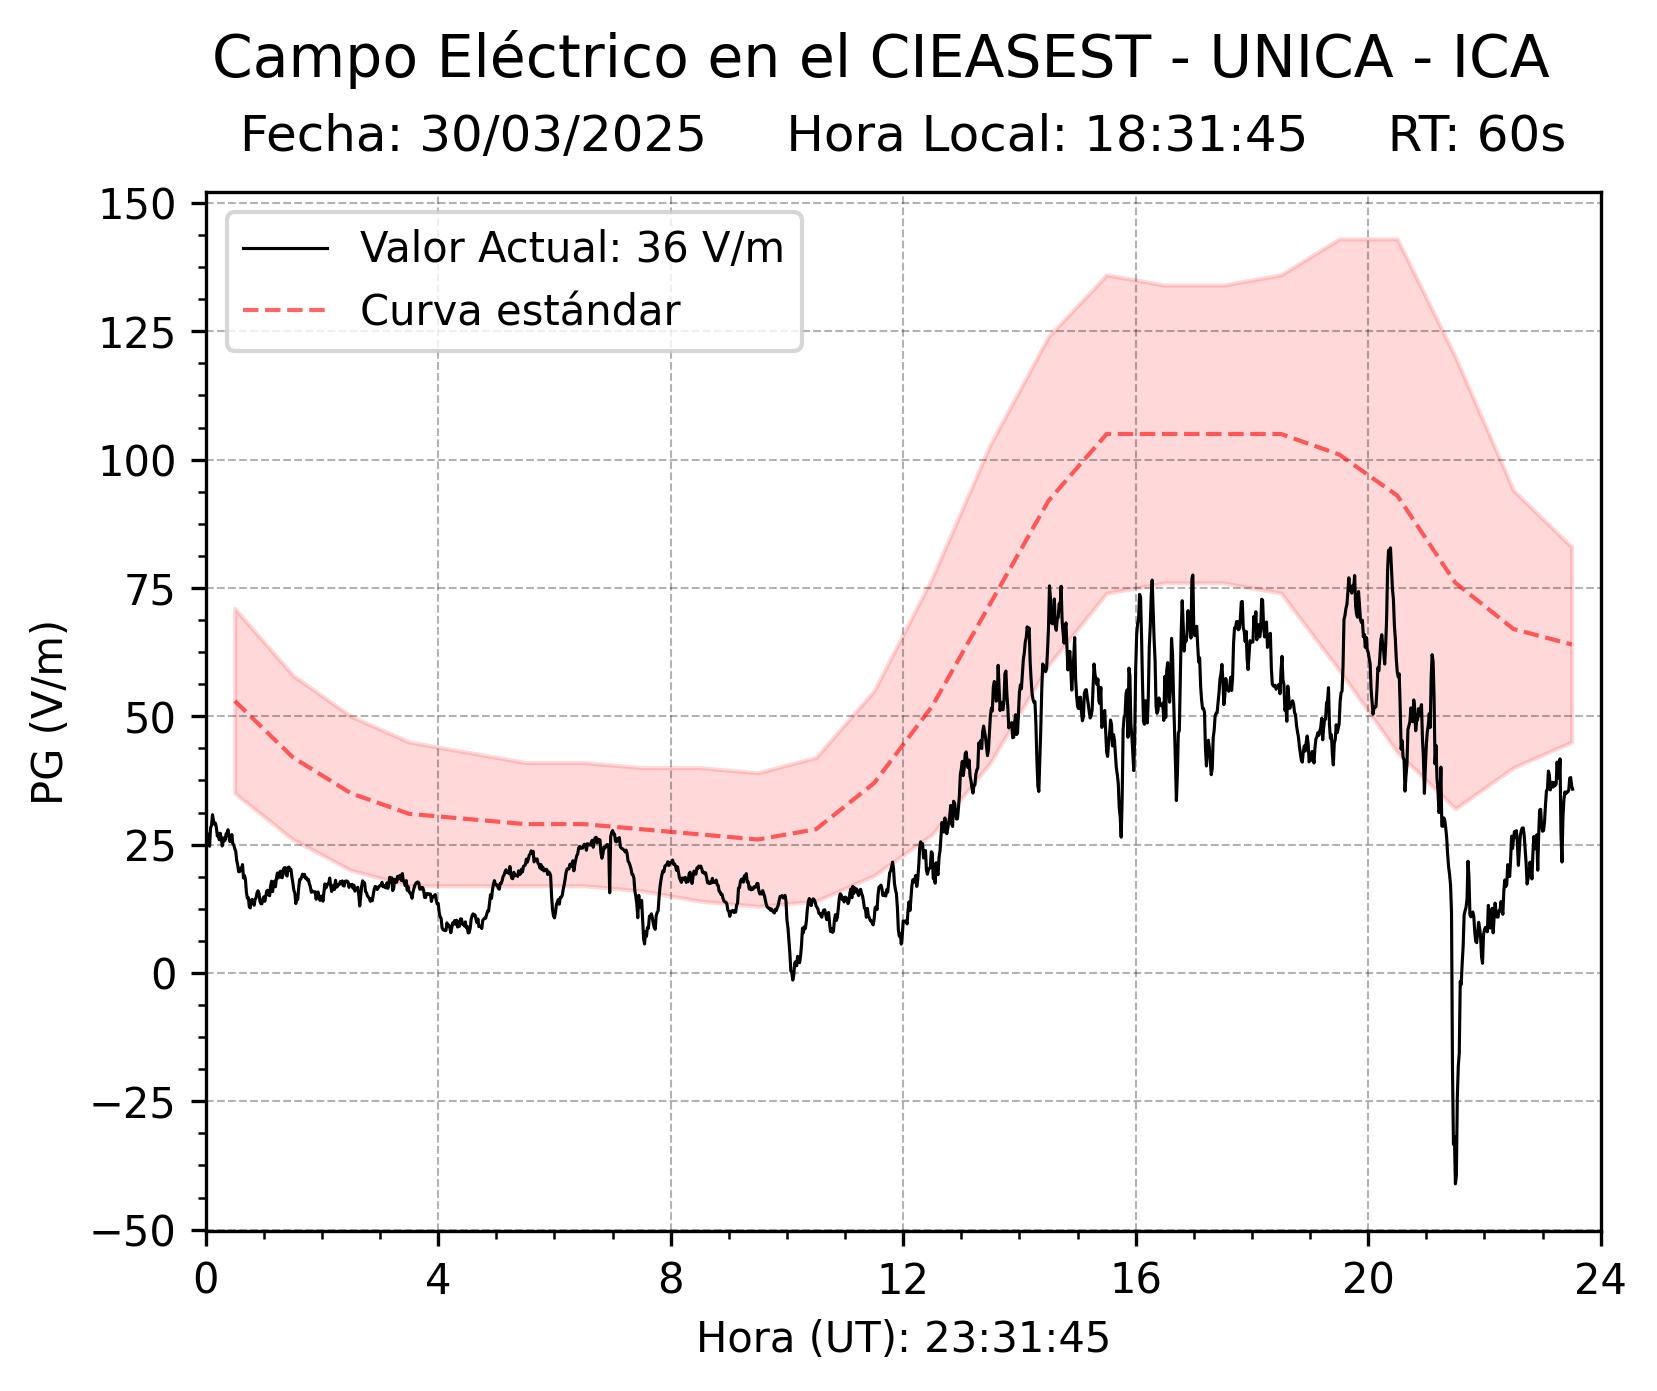 Campo Eléctrico en el CIEASEST - UNICA - ICA
Fecha: 30/03/2025 Hora Local: 18:31:45 RT: 60s
Valor Actual: 36 V/m
Curva estándar
PG (V/m)
150
125
100
75
50
25
0
−25
−50
0 4 8 12 16 20 24
Hora (UT): 23:31:45